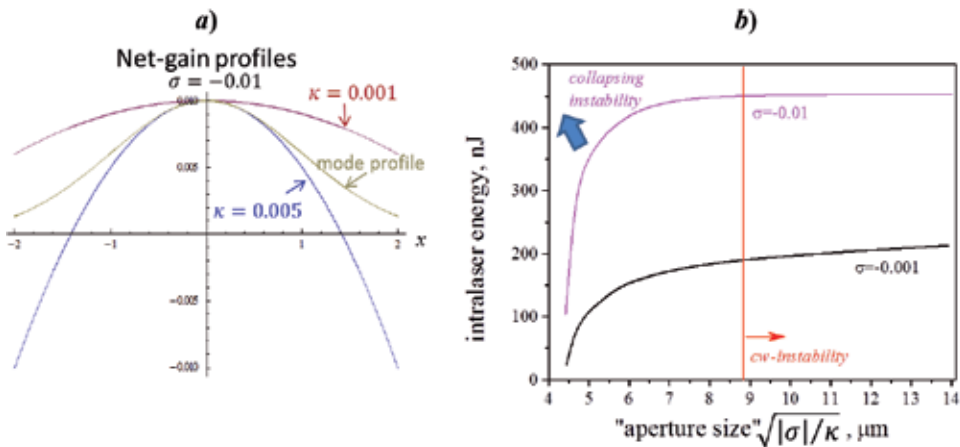 a)
Net-gain profiles
σ = −0.01
κ = 0.001
mode profile
κ = 0.005
0.010
0.005
−0.005
−0.010
−2
−1
1
2
x
b)
500
400
300
200
100
0
intralaser energy, nJ
collapsing
instability
σ=-0.01
σ=-0.001
cw-instability
4
5
6
7
8
9
10
11
12
13
14
"aperture size" √|σ|/κ , μm